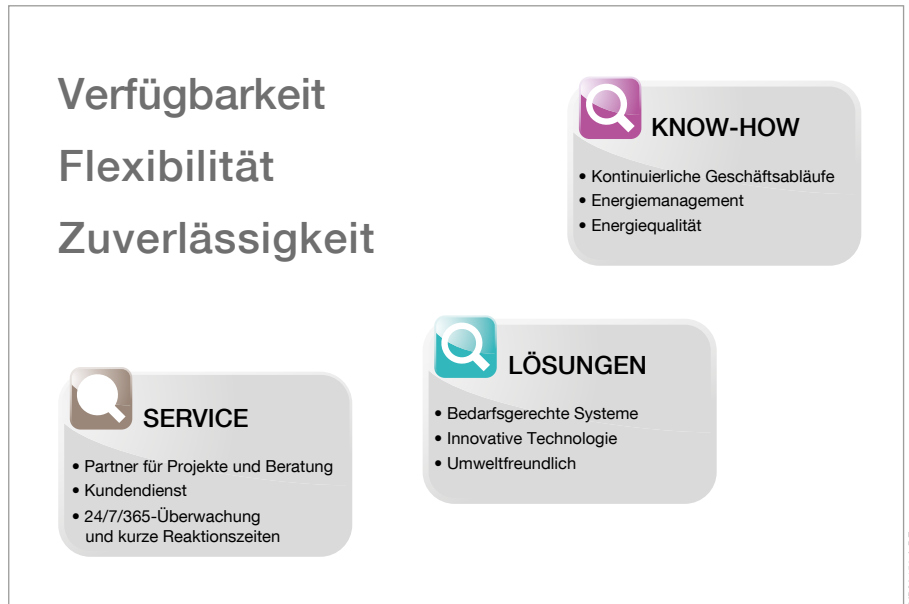 Verfügbarkeit
Flexibilität
Zuverlässigkeit
KNOW-HOW
• Kontinuierliche Geschäftsabläufe
• Energiemanagement
• Energiequalität
LÖSUNGEN
• Bedarfsgerechte Systeme
• Innovative Technologie
• Umweltfreundlich
SERVICE
• Partner für Projekte und Beratung
• Kundendienst
• 24/7/365-Überwachung
und kurze Reaktionszeiten